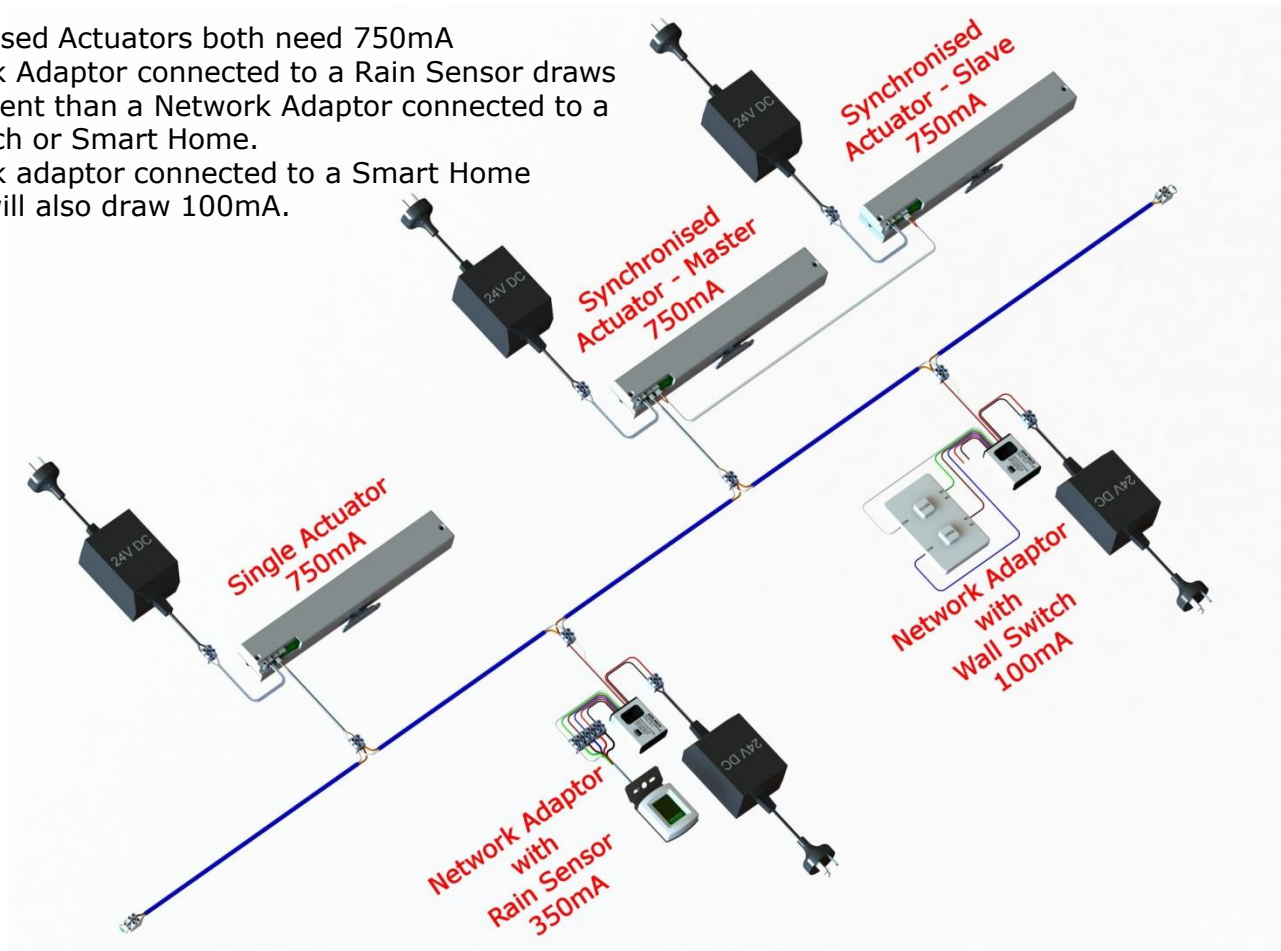 sed Actuators both need 750mA
k Adaptor connected to a Rain Sensor draws
ent than a Network Adaptor connected to a
ch or Smart Home.
k adaptor connected to a Smart Home
will also draw 100mA.
24V DC
Synchronised
Actuator - Slave
750mA
24V DC
Synchronised
Actuator - Master
750mA
24V DC
Single Actuator
750mA
24V DC
Network Adaptor
with
Wall Switch
100mA
24V DC
Network Adaptor
with
Rain Sensor
350mA